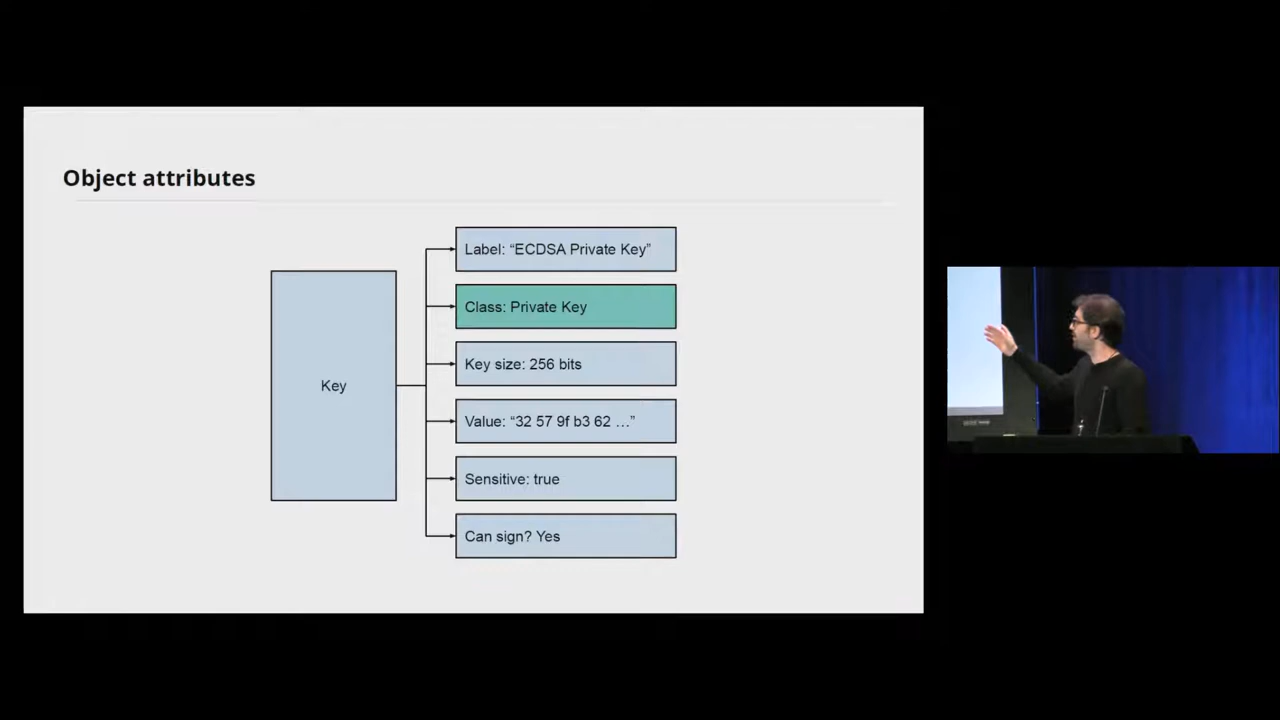 Object attributes
Label: “ECDSA Private Key”
Class: Private Key
Key size: 256 bits
Key
Value: “32 57 9f b3 62 …”
Sensitive: true
Can sign? Yes